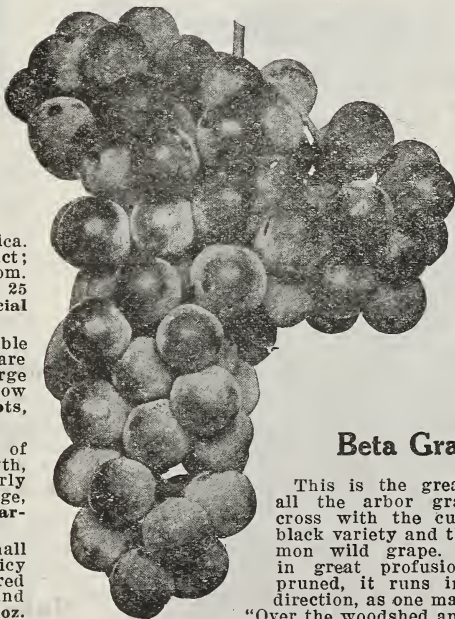 ica.
ct;
om.
25
cial
ble
are
rge
ow
ots,
of
th,
rly
ge,
ar-
all
icy
red
nd
oz.
Beta Gra
This is the grea
all the arbor gra
cross with the cu
black variety and t
mon wild grape.
in great profusio
pruned, it runs in
direction, as one ma
"Over the woodshed an